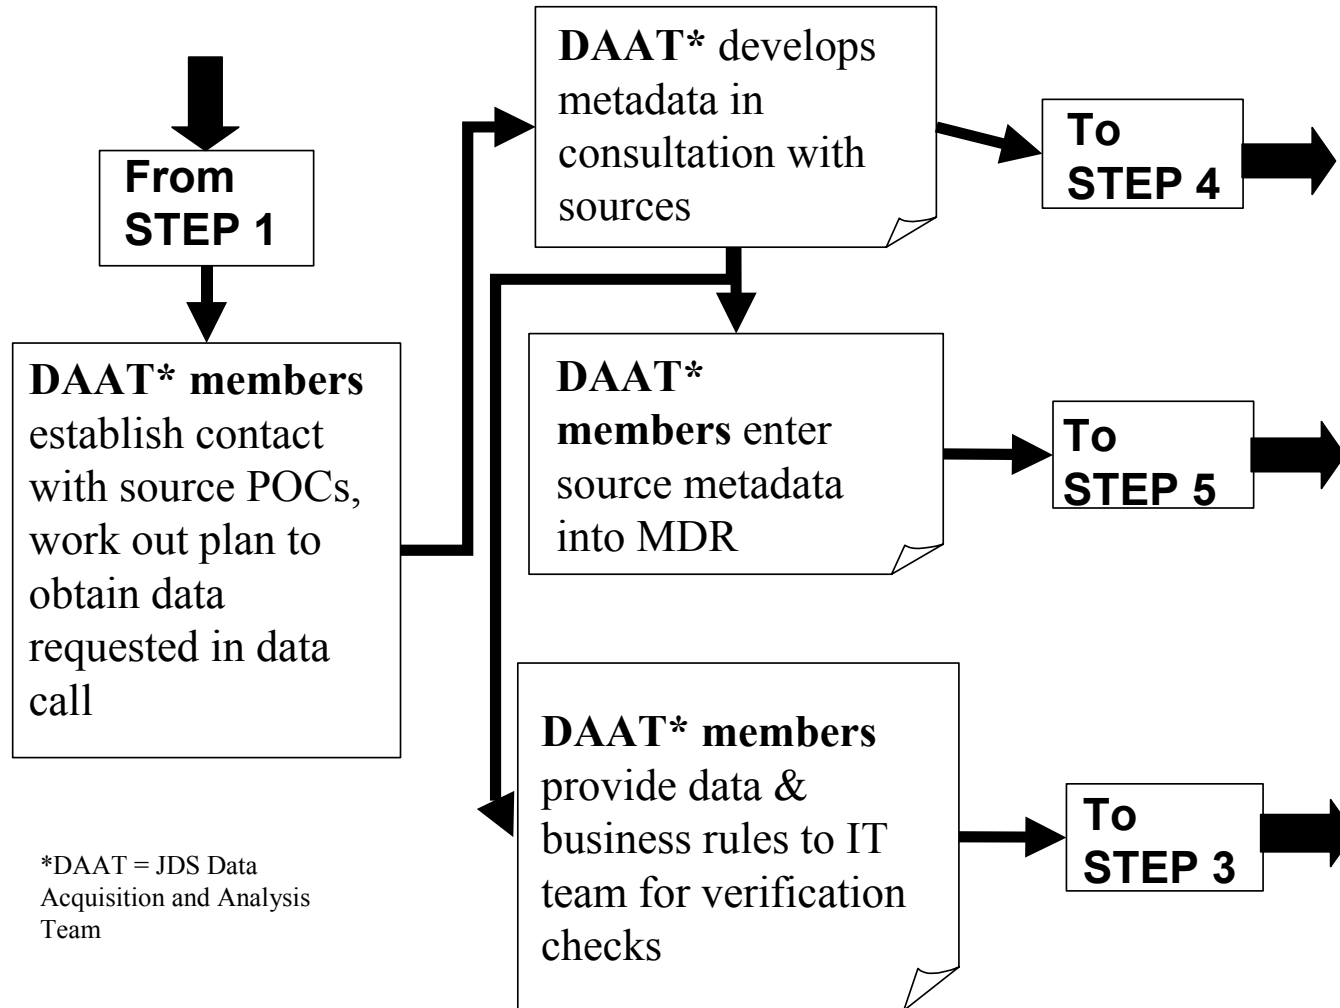 From
STEP 1
DAAT* members
establish contact
with source POCs,
work out plan to
obtain data
requested in data
call
DAAT* develops
metadata in
consultation with
sources
To
STEP 4
DAAT*
members enter
source metadata
into MDR
To
STEP 5
DAAT* members
provide data &
business rules to IT
team for verification
checks
To
STEP 3
*DAAT = JDS Data
Acquisition and Analysis
Team